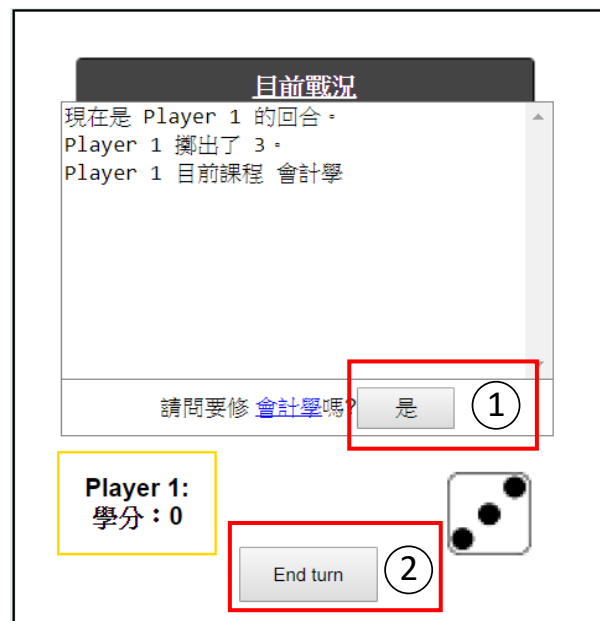 目前戰況
現在是 Player 1 的回合。
Player 1 擲出了 3。
Player 1 目前課程 會計學
請問要修 會計學嗎? 是 ①
Player 1:
學分：0
End turn ②